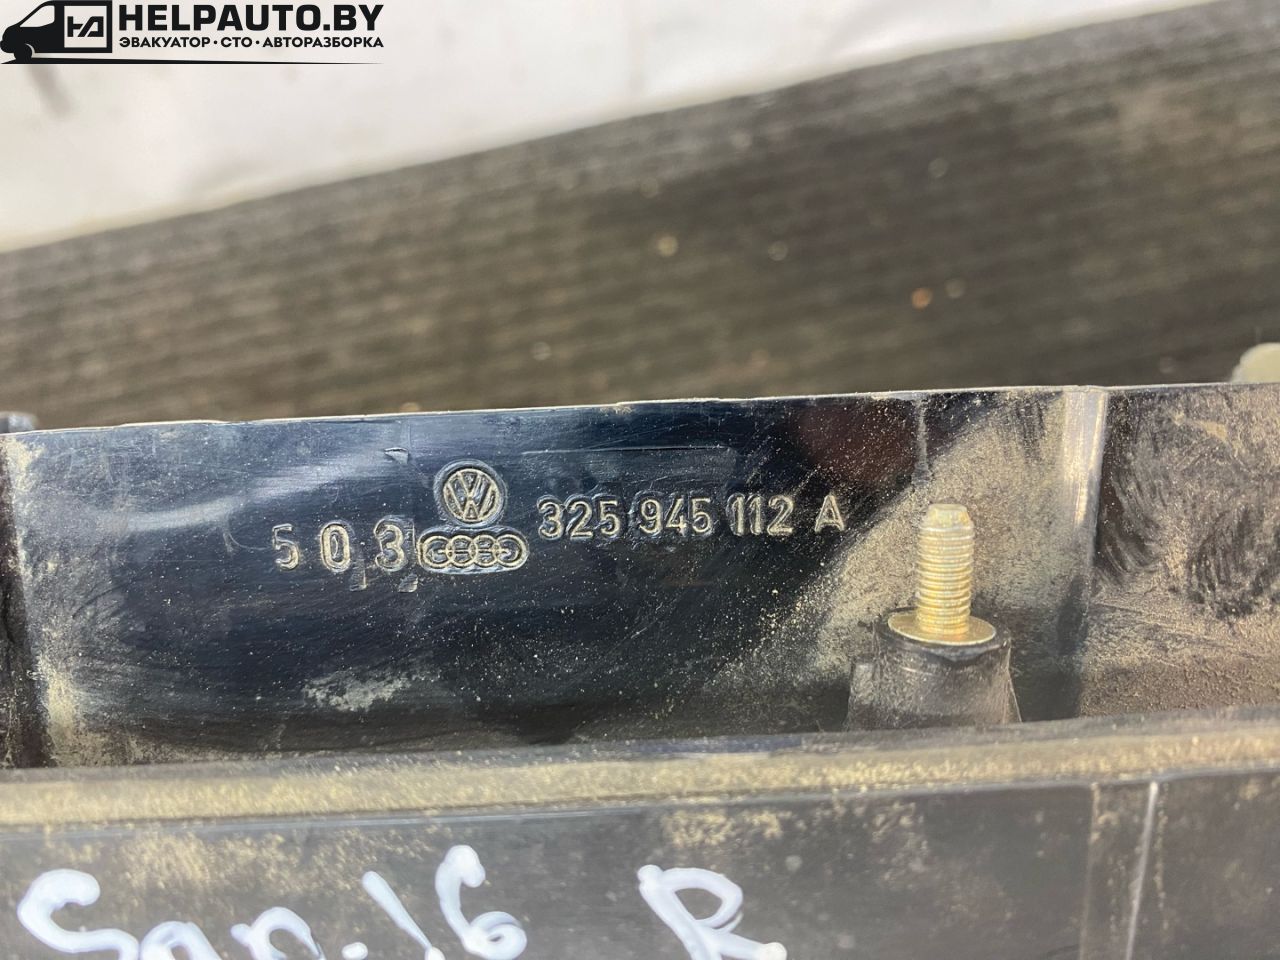 HELPAUTO.BY
ЭВАКУАТОР · СТО · АВТОРАЗБОРКА
503 325 945 112 A
R